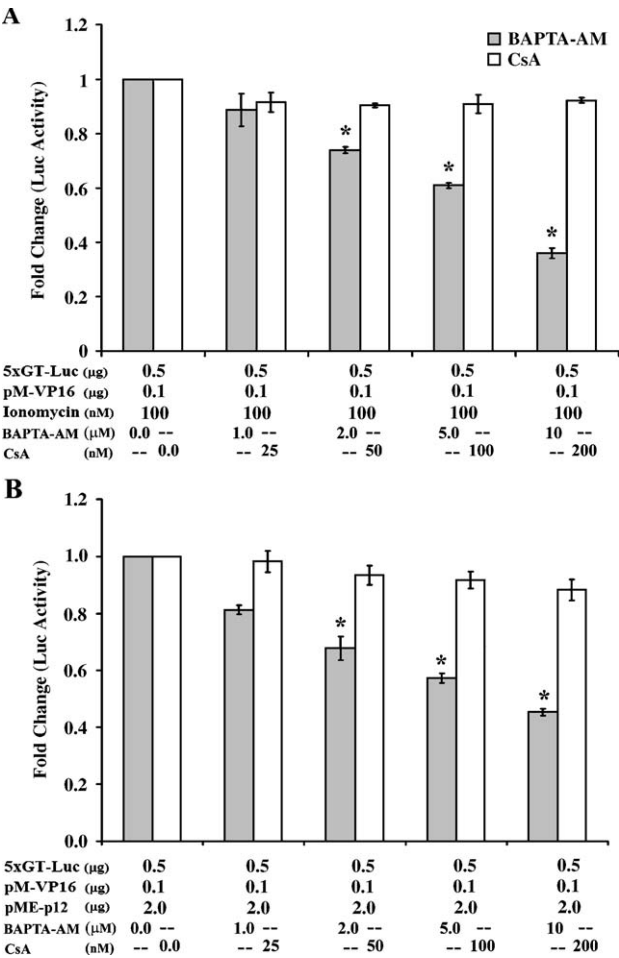 A
1.2
BAPTA-AM
CsA
1
*
0.8
*
0.6
*
0.4
0.2
0
Fold Change (Luc Activity)
5xGT-Luc (µg) 0.5 0.5 0.5 0.5 0.5
pM-VP16 (µg) 0.1 0.1 0.1 0.1 0.1
Ionomycin (nM) 100 100 100 100 100
BAPTA-AM (µM) 0.0 -- 1.0 -- 2.0 -- 5.0 -- 10 --
CsA (nM) -- 0.0 -- 25 -- 50 -- 100 -- 200
B
1.2
1.0
0.8
*
*
0.6
*
0.4
0.2
0.0
Fold Change (Luc Activity)
5xGT-Luc (µg) 0.5 0.5 0.5 0.5 0.5
pM-VP16 (µg) 0.1 0.1 0.1 0.1 0.1
pME-p12 (µg) 2.0 2.0 2.0 2.0 2.0
BAPTA-AM (µM) 0.0 -- 1.0 -- 2.0 -- 5.0 -- 10 --
CsA (nM) -- 0.0 -- 25 -- 50 -- 100 -- 200